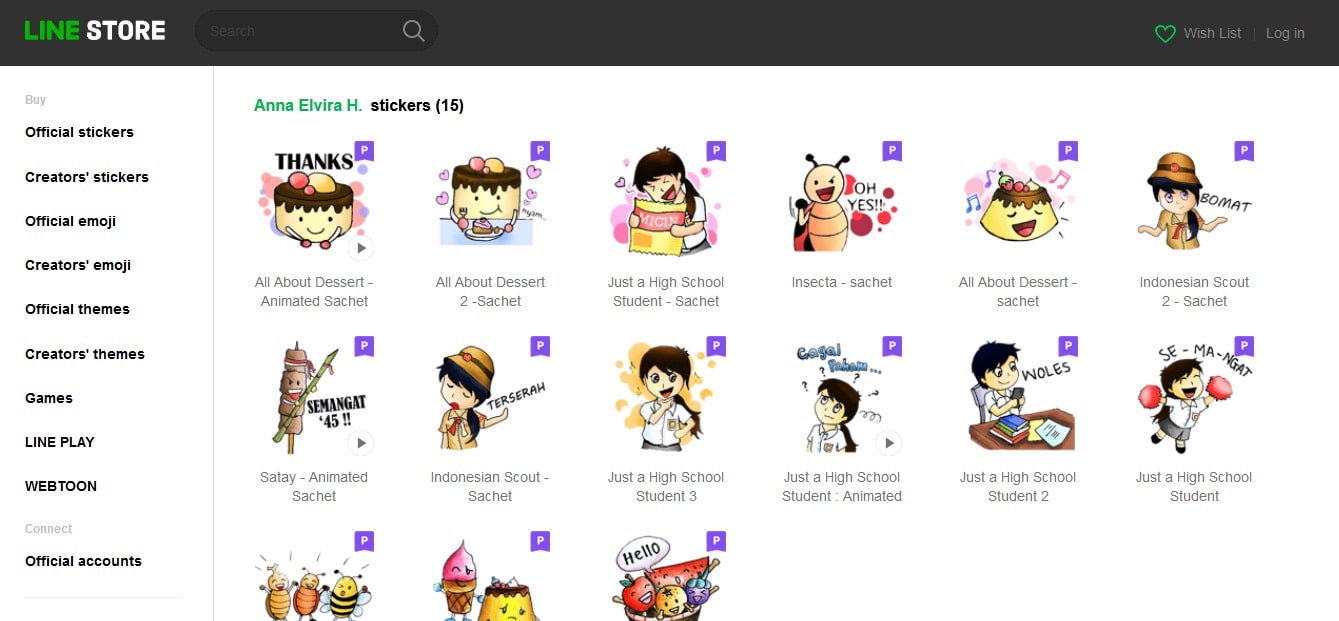 LINE STORE
Search
Wish List
Log in
Buy
Official stickers
Creators' stickers
Official emoji
Creators' emoji
Official themes
Creators' themes
Games
LINE PLAY
WEBTOON
Connect
Official accounts
Anna Elvira H. stickers (15)
P
THANKS
All About Dessert -
Animated Sachet
P
nyam..
All About Dessert
2 -Sachet
P
MICIN
Just a High School
Student - Sachet
P
OH
YES!!
Insecta - sachet
P
All About Dessert -
sachet
P
BOMAT
Indonesian Scout
2 - Sachet
P
SEMANGAT
'45 !!
Satay - Animated
Sachet
P
TERSERAH
Indonesian Scout -
Sachet
P
Just a High School
Student 3
P
Gagal
Paham...
? ? ? ?
Just a High School
Student : Animated
P
WOLES
Just a High School
Student 2
P
SE-MA-NGAT
Just a High School
Student
P
P
P
Hello